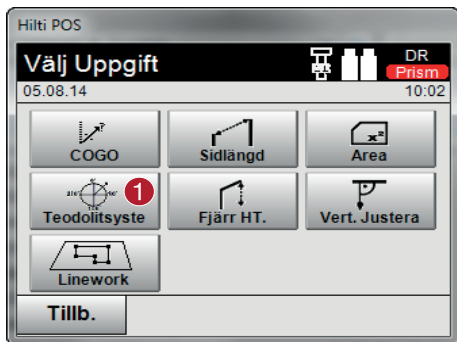 Hilti POS
Välj Uppgift
DR
Prism
05.08.14 10:02
COGO Sidlängd Area
x²
1
Teodolitsyste Fjärr HT. Vert. Justera
Linework
Tillb.